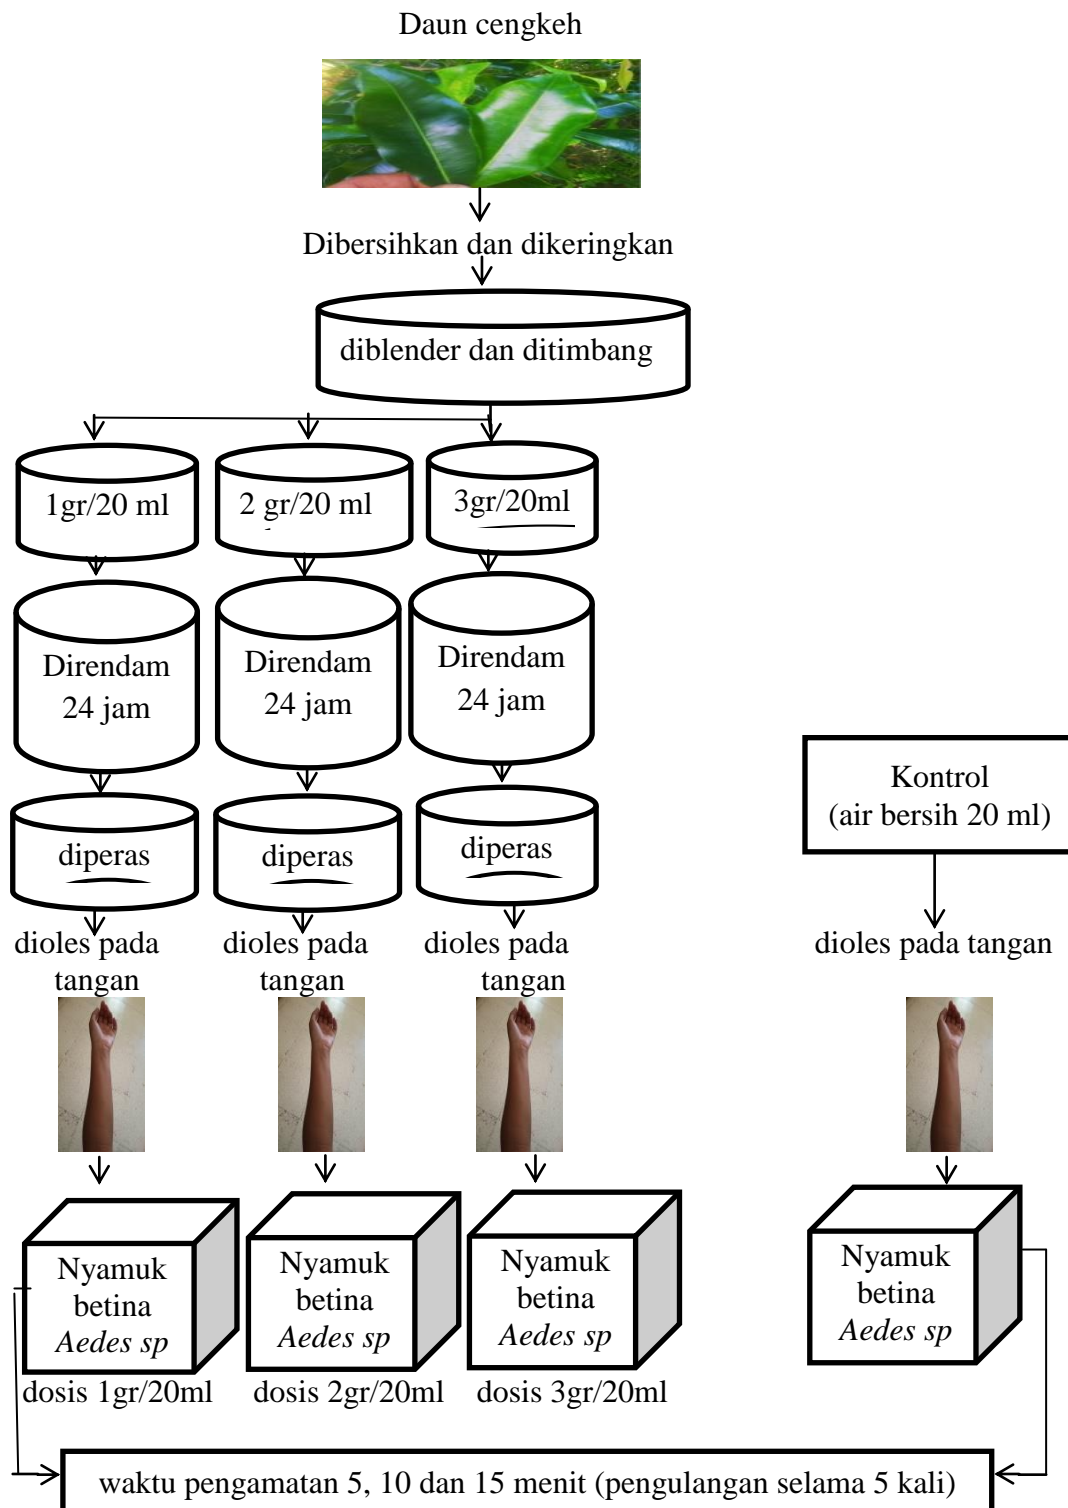 Daun cengkeh
Dibersihkan dan dikeringkan
diblender dan ditimbang
1gr/20 ml
2 gr/20 ml
3gr/20ml
Direndam
24 jam
Direndam
24 jam
Direndam
24 jam
Kontrol
(air bersih 20 ml)
diperas
diperas
diperas
dioles pada
tangan
dioles pada
tangan
dioles pada
tangan
dioles pada tangan
Nyamuk
betina
Aedes sp
Nyamuk
betina
Aedes sp
Nyamuk
betina
Aedes sp
Nyamuk
betina
Aedes sp
dosis 1gr/20ml
dosis 2gr/20ml
dosis 3gr/20ml
waktu pengamatan 5, 10 dan 15 menit (pengulangan selama 5 kali)